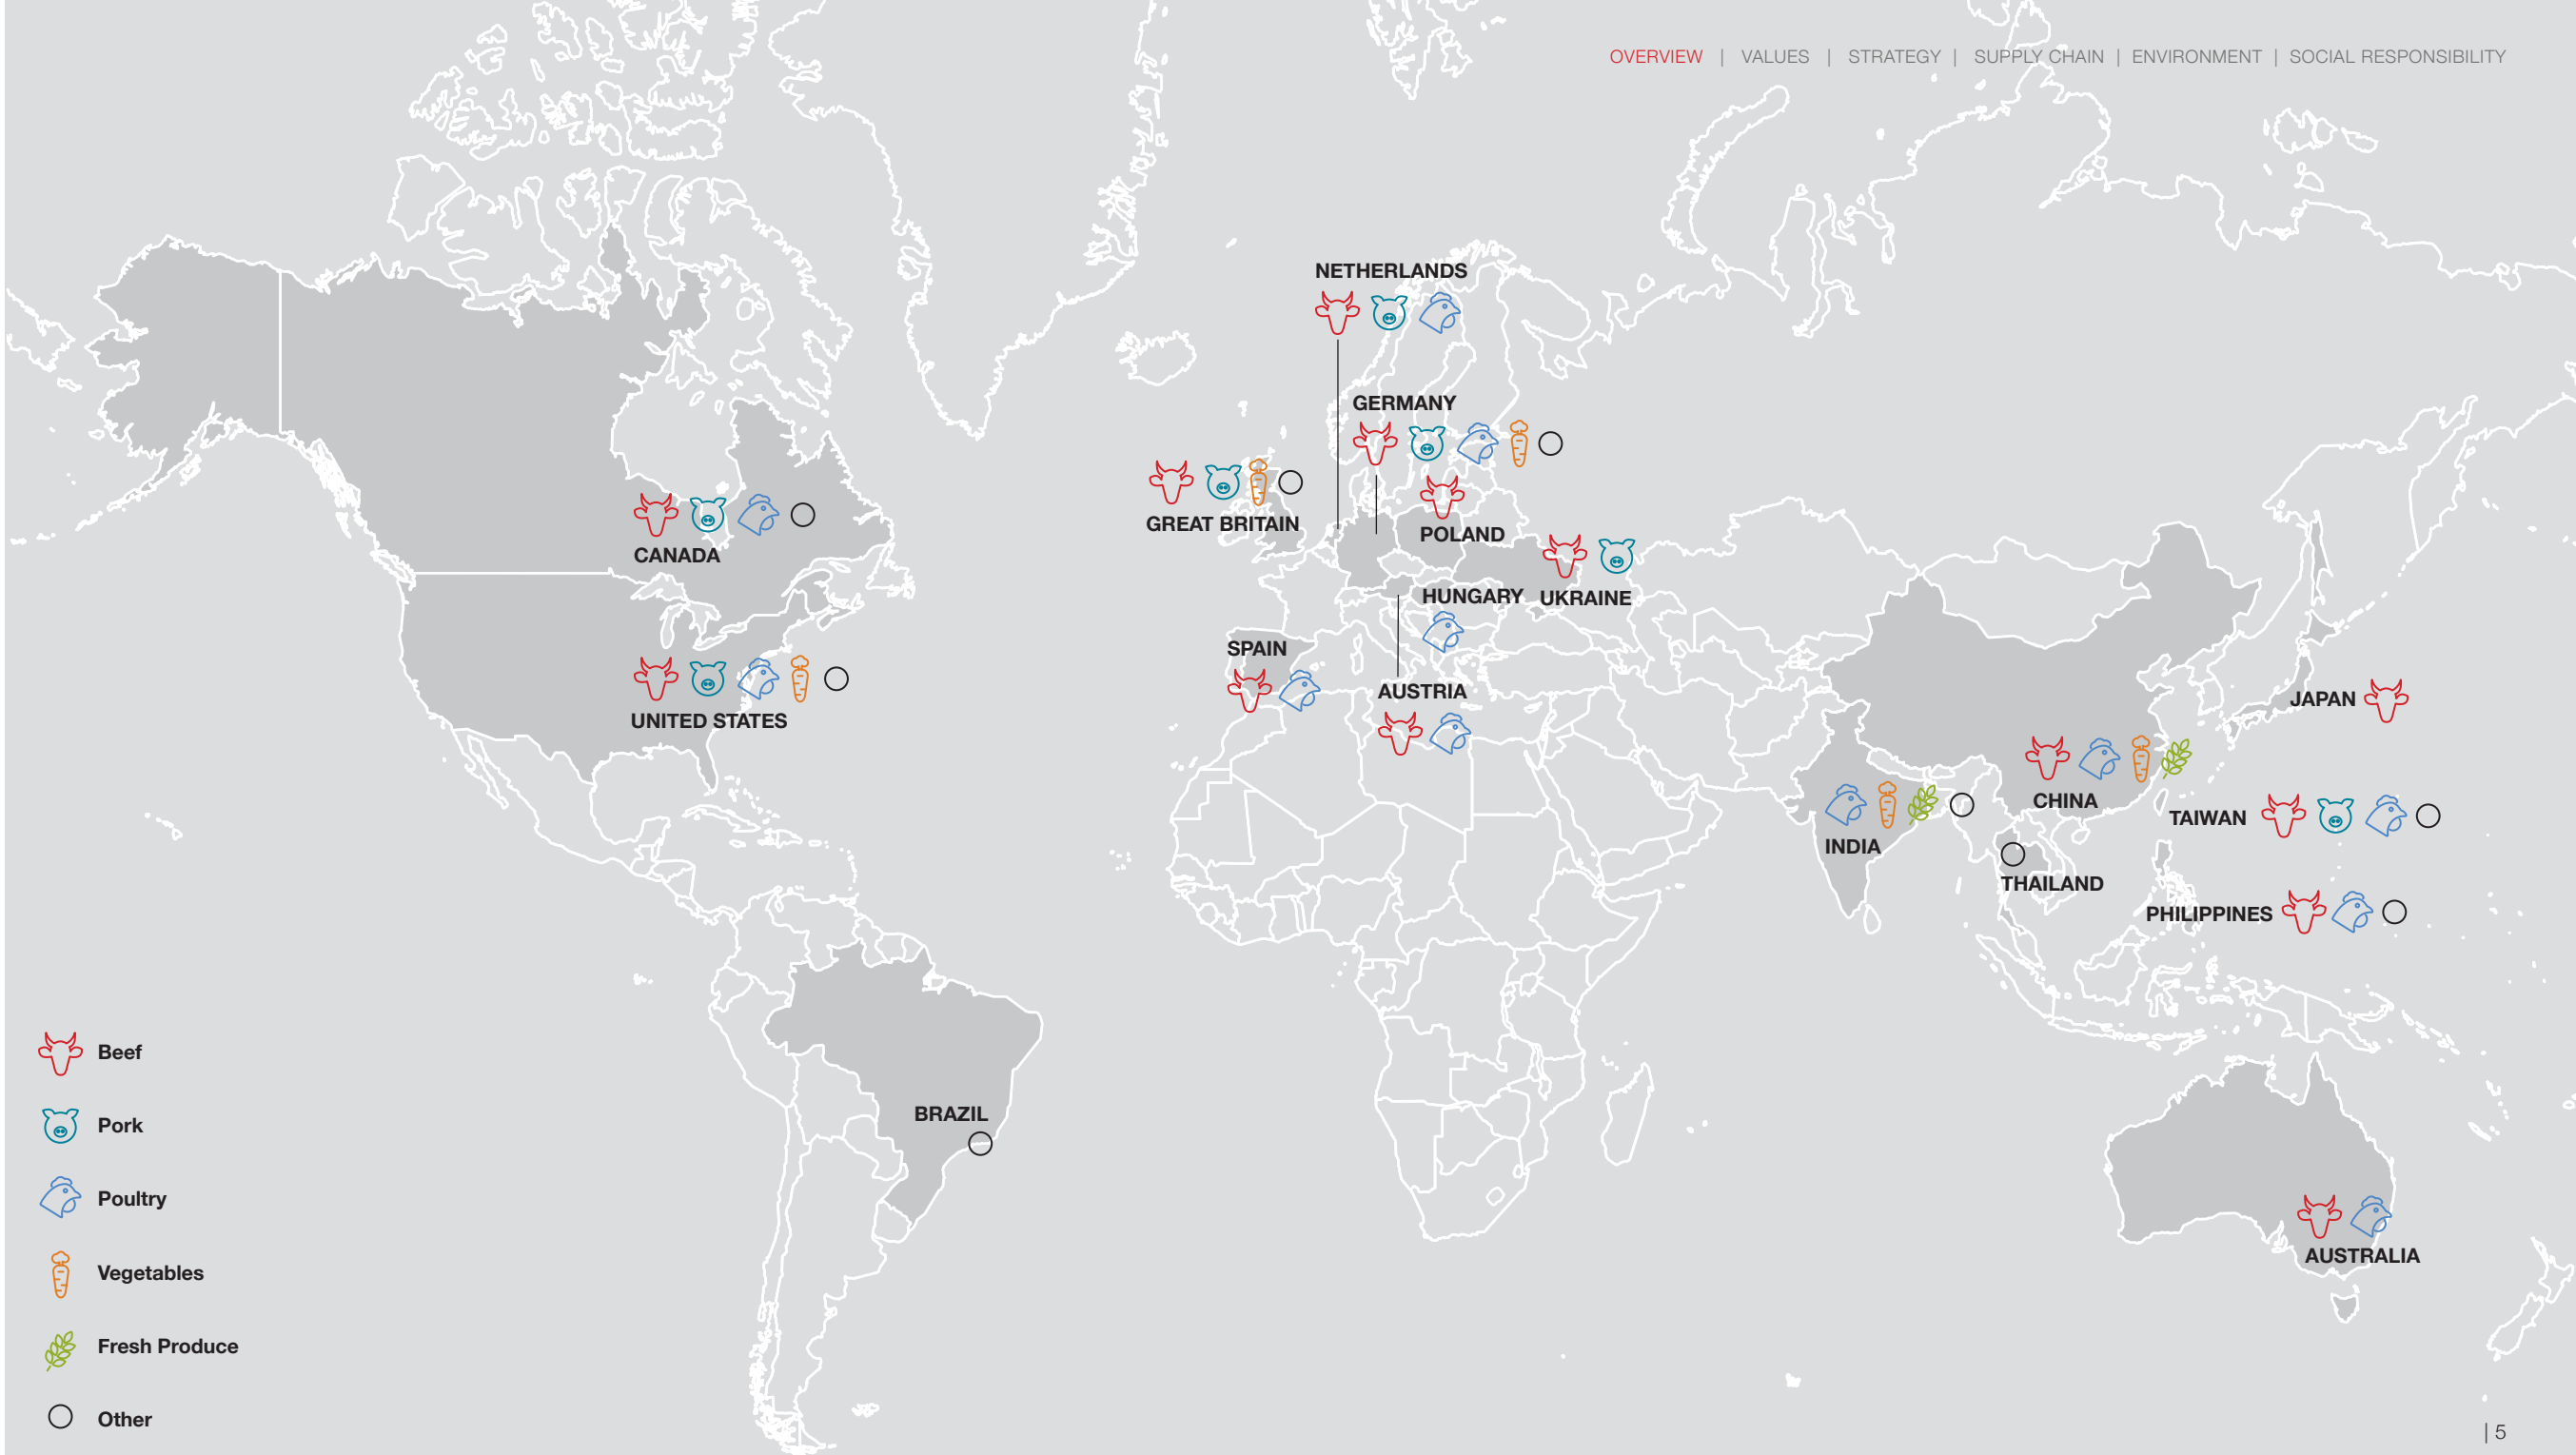 OVERVIEW | VALUES | STRATEGY | SUPPLY CHAIN | ENVIRONMENT | SOCIAL RESPONSIBILITY
NETHERLANDS
GERMANY
GREAT BRITAIN
POLAND
CANADA
HUNGARY
UKRAINE
SPAIN
AUSTRIA
UNITED STATES
JAPAN
CHINA
TAIWAN
INDIA
THAILAND
PHILIPPINES
BRAZIL
AUSTRALIA
Beef
Pork
Poultry
Vegetables
Fresh Produce
Other
| 5